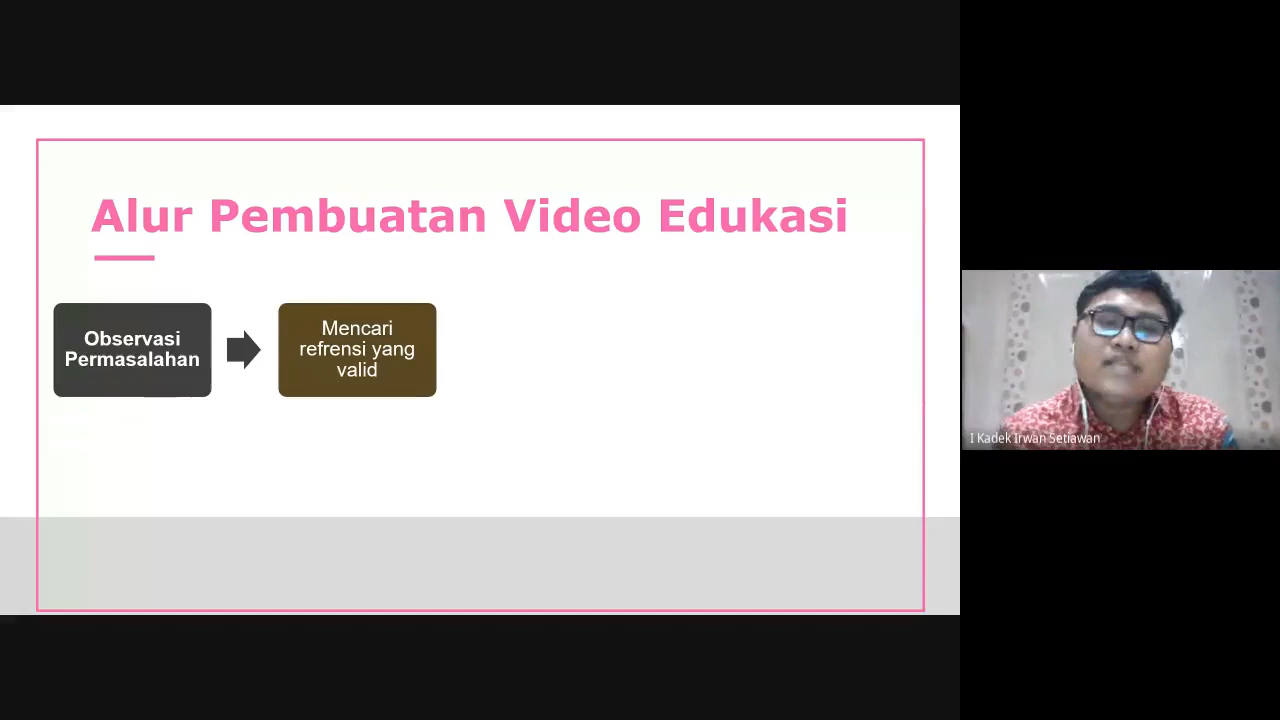 Alur Pembuatan Video Edukasi
Observasi
Permasalahan
Mencari
refrensi yang
valid
I Kadek Irwan Setiawan